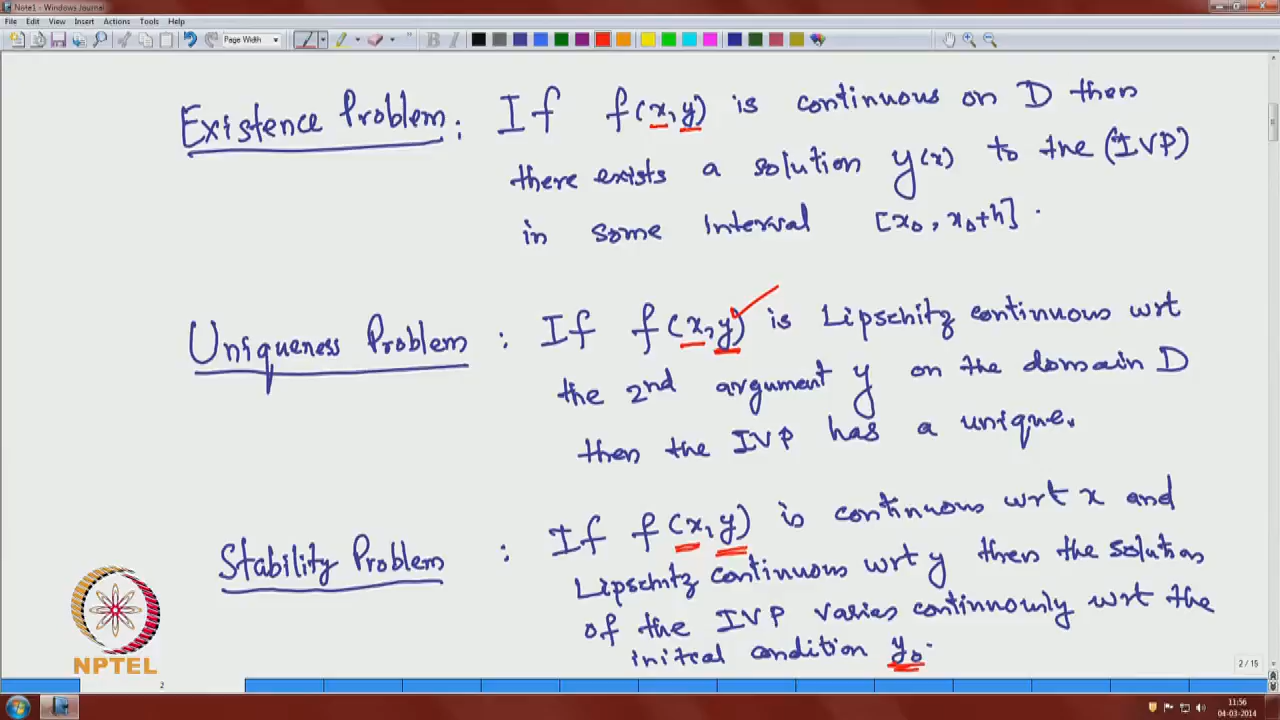 Note1 - Windows Journal
File Edit View Insert Actions Tools Help
Page Width
Existence Problem : If f(x,y) is continuous on D then
there exists a solution y(x) to the (IVP)
in some interval [x₀, x₀+h].
Uniqueness Problem : If f(x,y) is Lipschitz continuous wrt
the 2nd argument y on the domain D
then the IVP has a unique.
Stability Problem : If f(x,y) is continuous wrt x and
Lipschitz continuous wrt y then the solution
of the IVP varies continuously wrt the
initial condition y₀.
NPTEL
2 / 15
2
11:56
04-03-2014